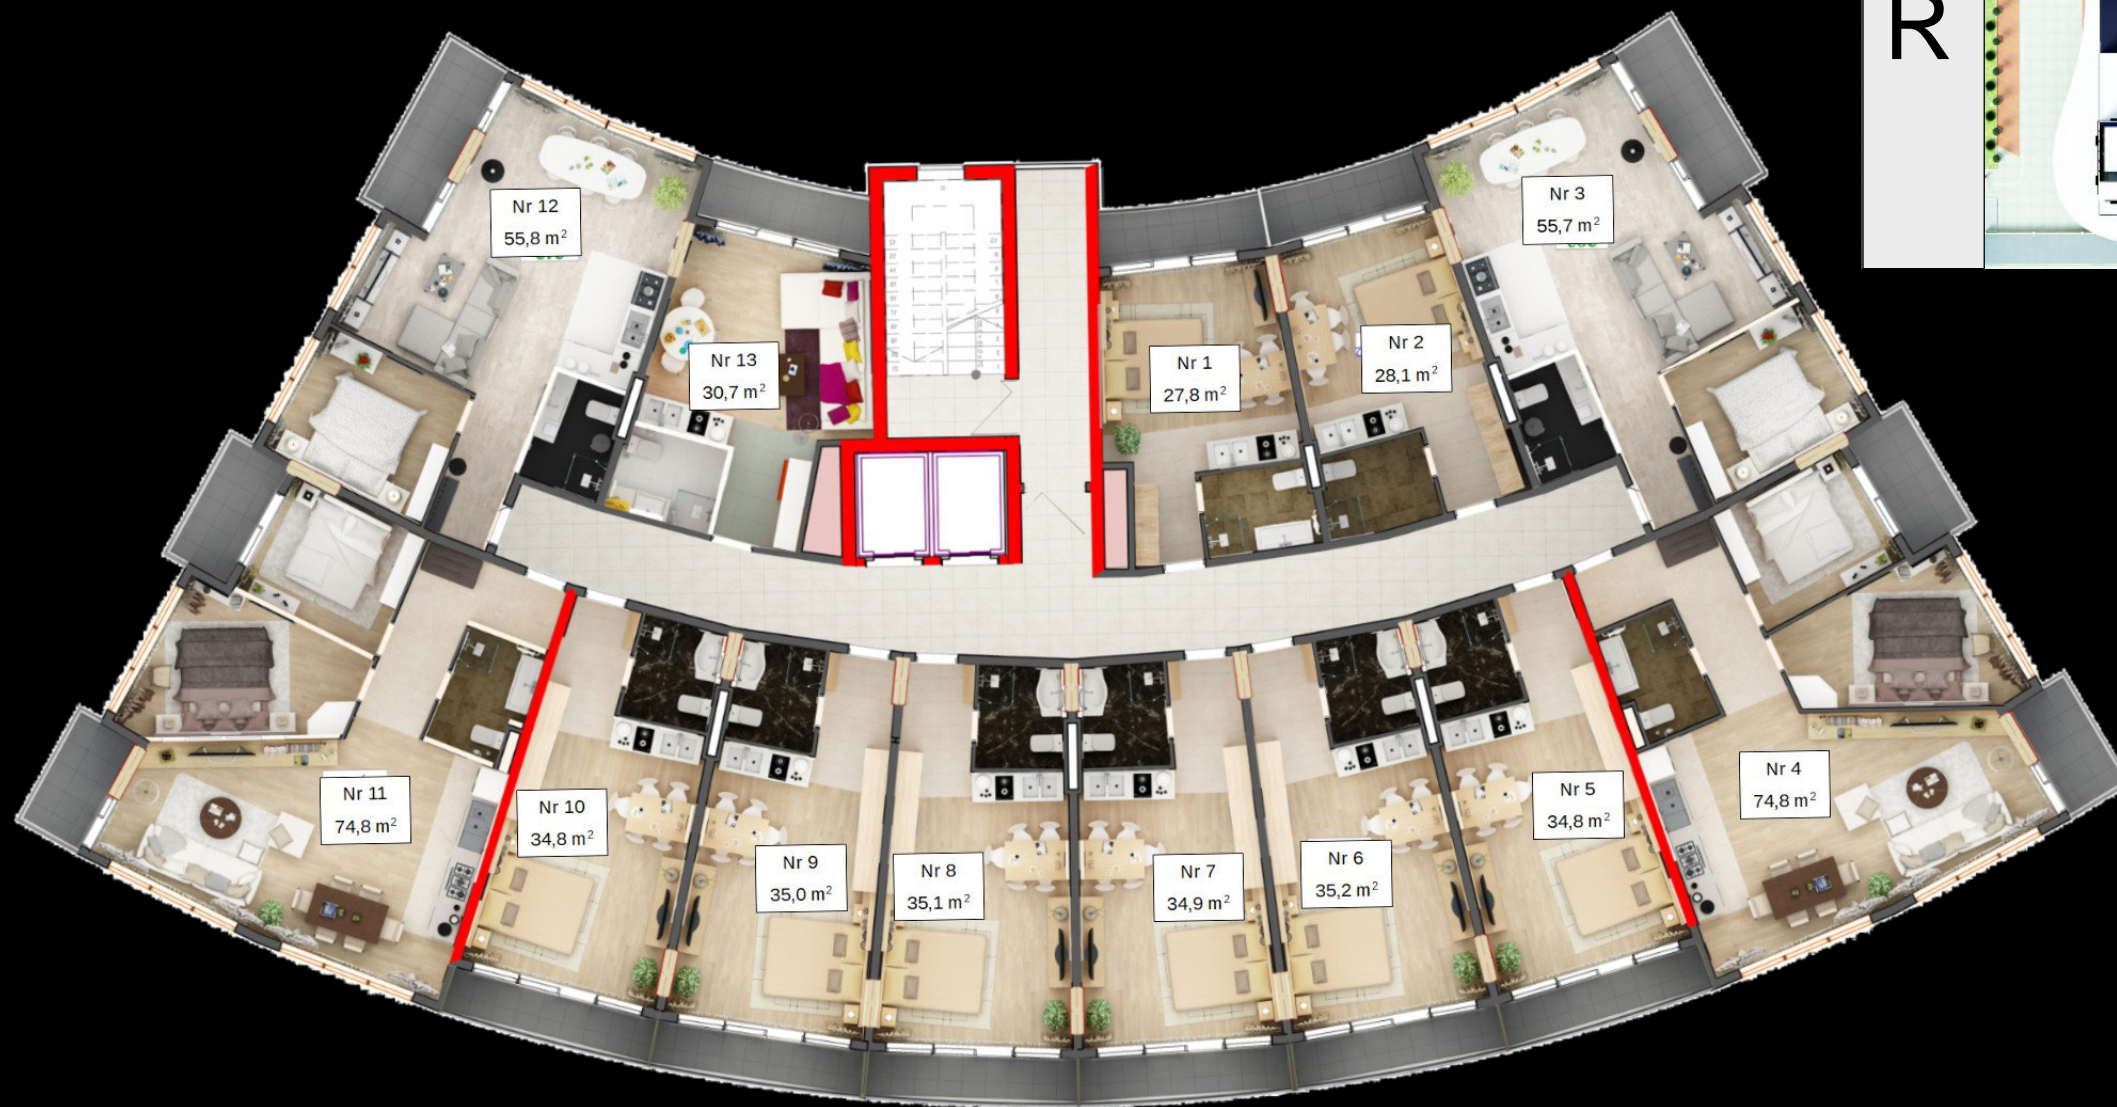 R
Nr 12
55,8 m²
Nr 3
55,7 m²
Nr 13
30,7 m²
Nr 1
27,8 m²
Nr 2
28,1 m²
Nr 11
74,8 m²
Nr 10
34,8 m²
Nr 9
35,0 m²
Nr 8
35,1 m²
Nr 7
34,9 m²
Nr 6
35,2 m²
Nr 5
34,8 m²
Nr 4
74,8 m²